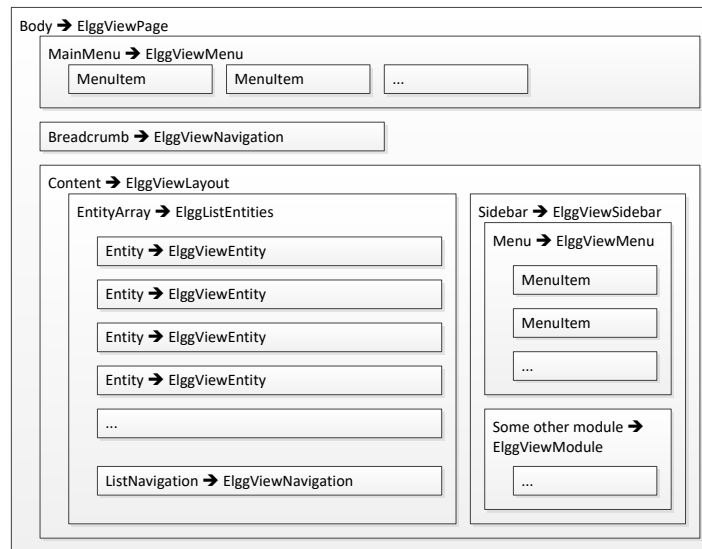 Body ➔ ElggViewPage
MainMenu ➔ ElggViewMenu
MenuItem
MenuItem
...
Breadcrumb ➔ ElggViewNavigation
Content ➔ ElggViewLayout
EntityArray ➔ ElggListEntities
Entity ➔ ElggViewEntity
Entity ➔ ElggViewEntity
Entity ➔ ElggViewEntity
Entity ➔ ElggViewEntity
...
ListNavigation ➔ ElggViewNavigation
Sidebar ➔ ElggViewSidebar
Menu ➔ ElggViewMenu
MenuItem
MenuItem
...
Some other module ➔
ElggViewModule
...